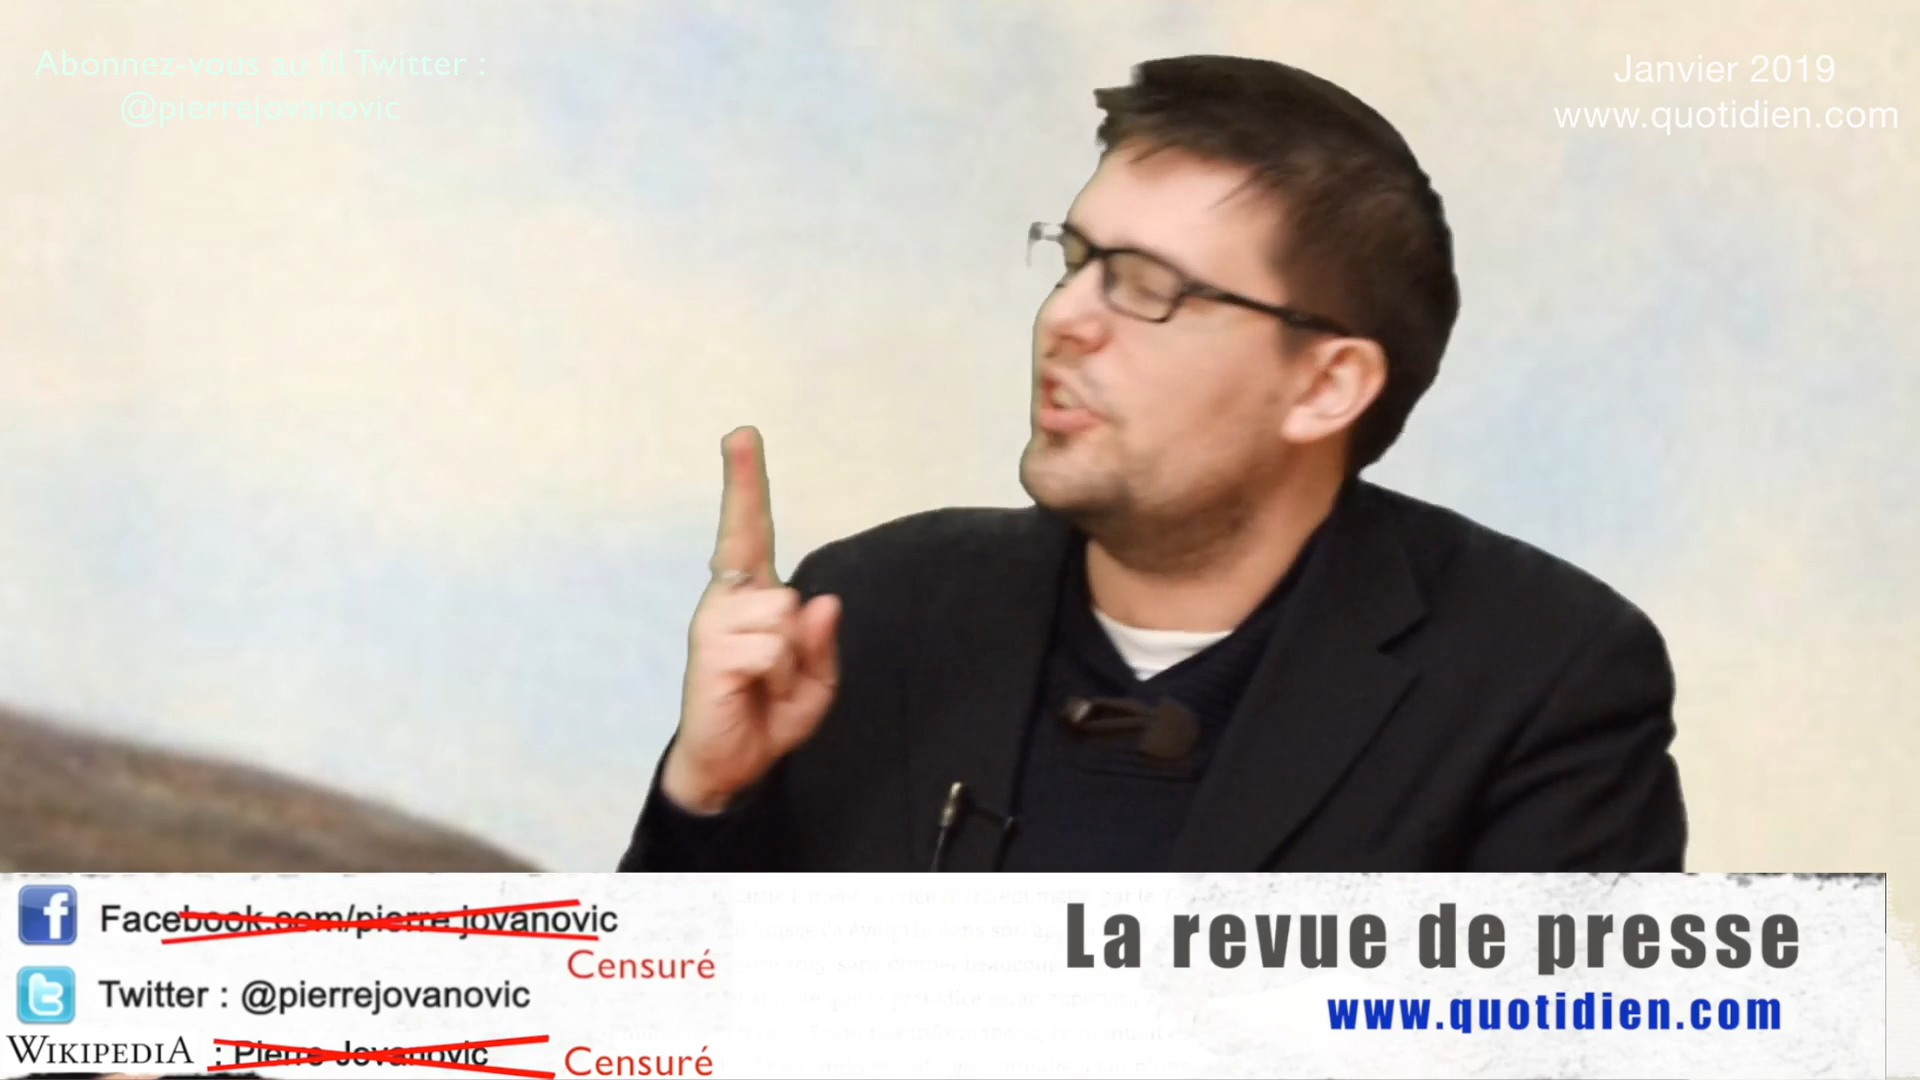 Abonnez-vous au fil Twitter :
@pierrejovanovic
Janvier 2019
www.quotidien.com
Facebook.com/pierre.jovanovic
Censuré
Twitter : @pierrejovanovic
WIKIPEDIA : Pierre Jovanovic
Censuré
La revue de presse
www.quotidien.com